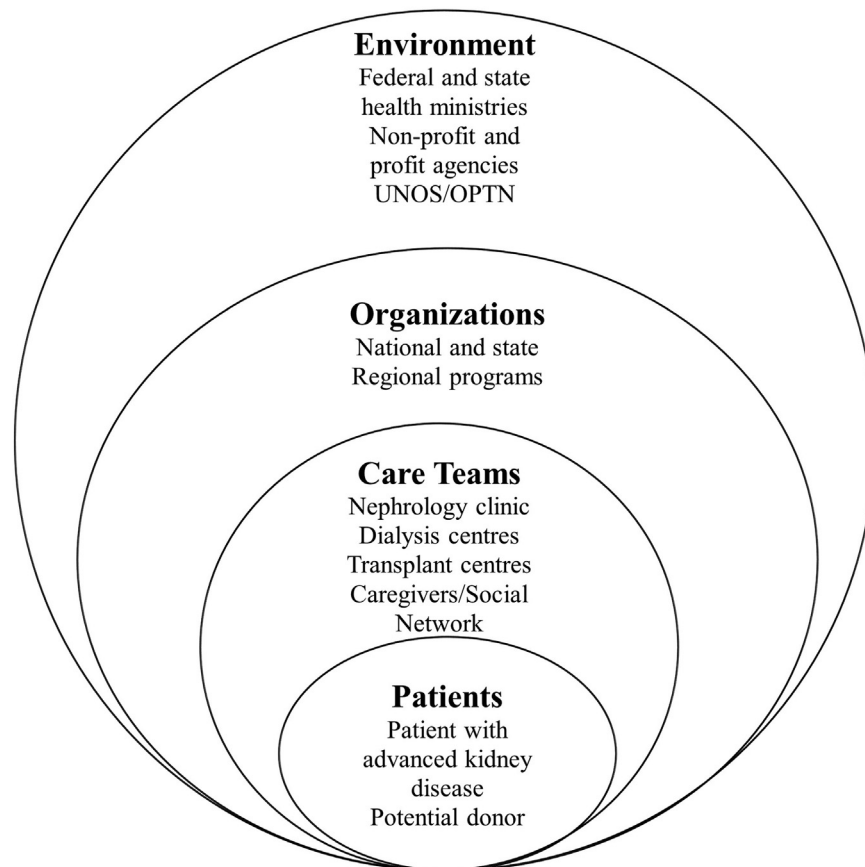 Environment
Federal and state
health ministries
Non-profit and
profit agencies
UNOS/OPTN
Organizations
National and state
Regional programs
Care Teams
Nephrology clinic
Dialysis centres
Transplant centres
Caregivers/Social
Network
Patients
Patient with
advanced kidney
disease
Potential donor